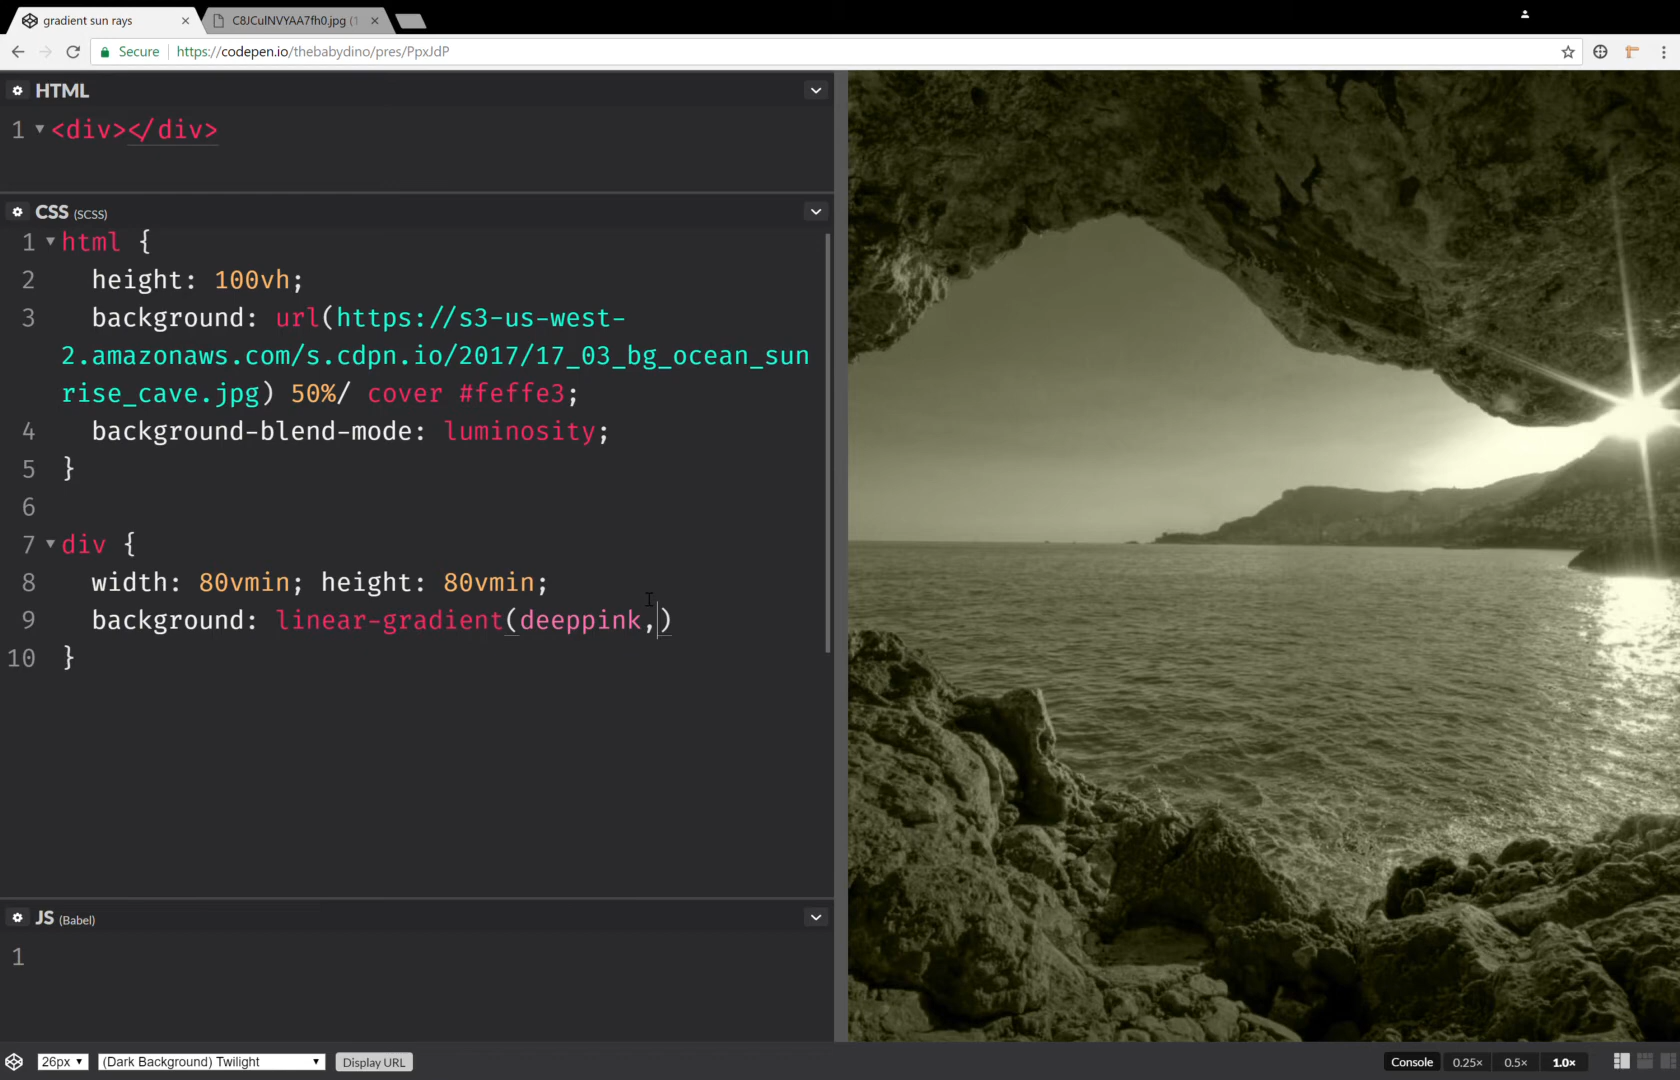 gradient sun rays
C8JCulNVYAA7fh0.jpg (1
Secure
https://codepen.io/thebabydino/pres/PpxJdP
HTML
1 <div></div>
CSS (SCSS)
1 html {
2 height: 100vh;
3 background: url(https://s3-us-west-
2.amazonaws.com/s.cdpn.io/2017/17_03_bg_ocean_sun
rise_cave.jpg) 50%/ cover #feffe3;
4 background-blend-mode: luminosity;
5 }
6
7 div {
8 width: 80vmin; height: 80vmin;
9 background: linear-gradient(deeppink,)
10 }
JS (Babel)
1
26px
(Dark Background) Twilight
Display URL
Console
0.25×
0.5×
1.0×